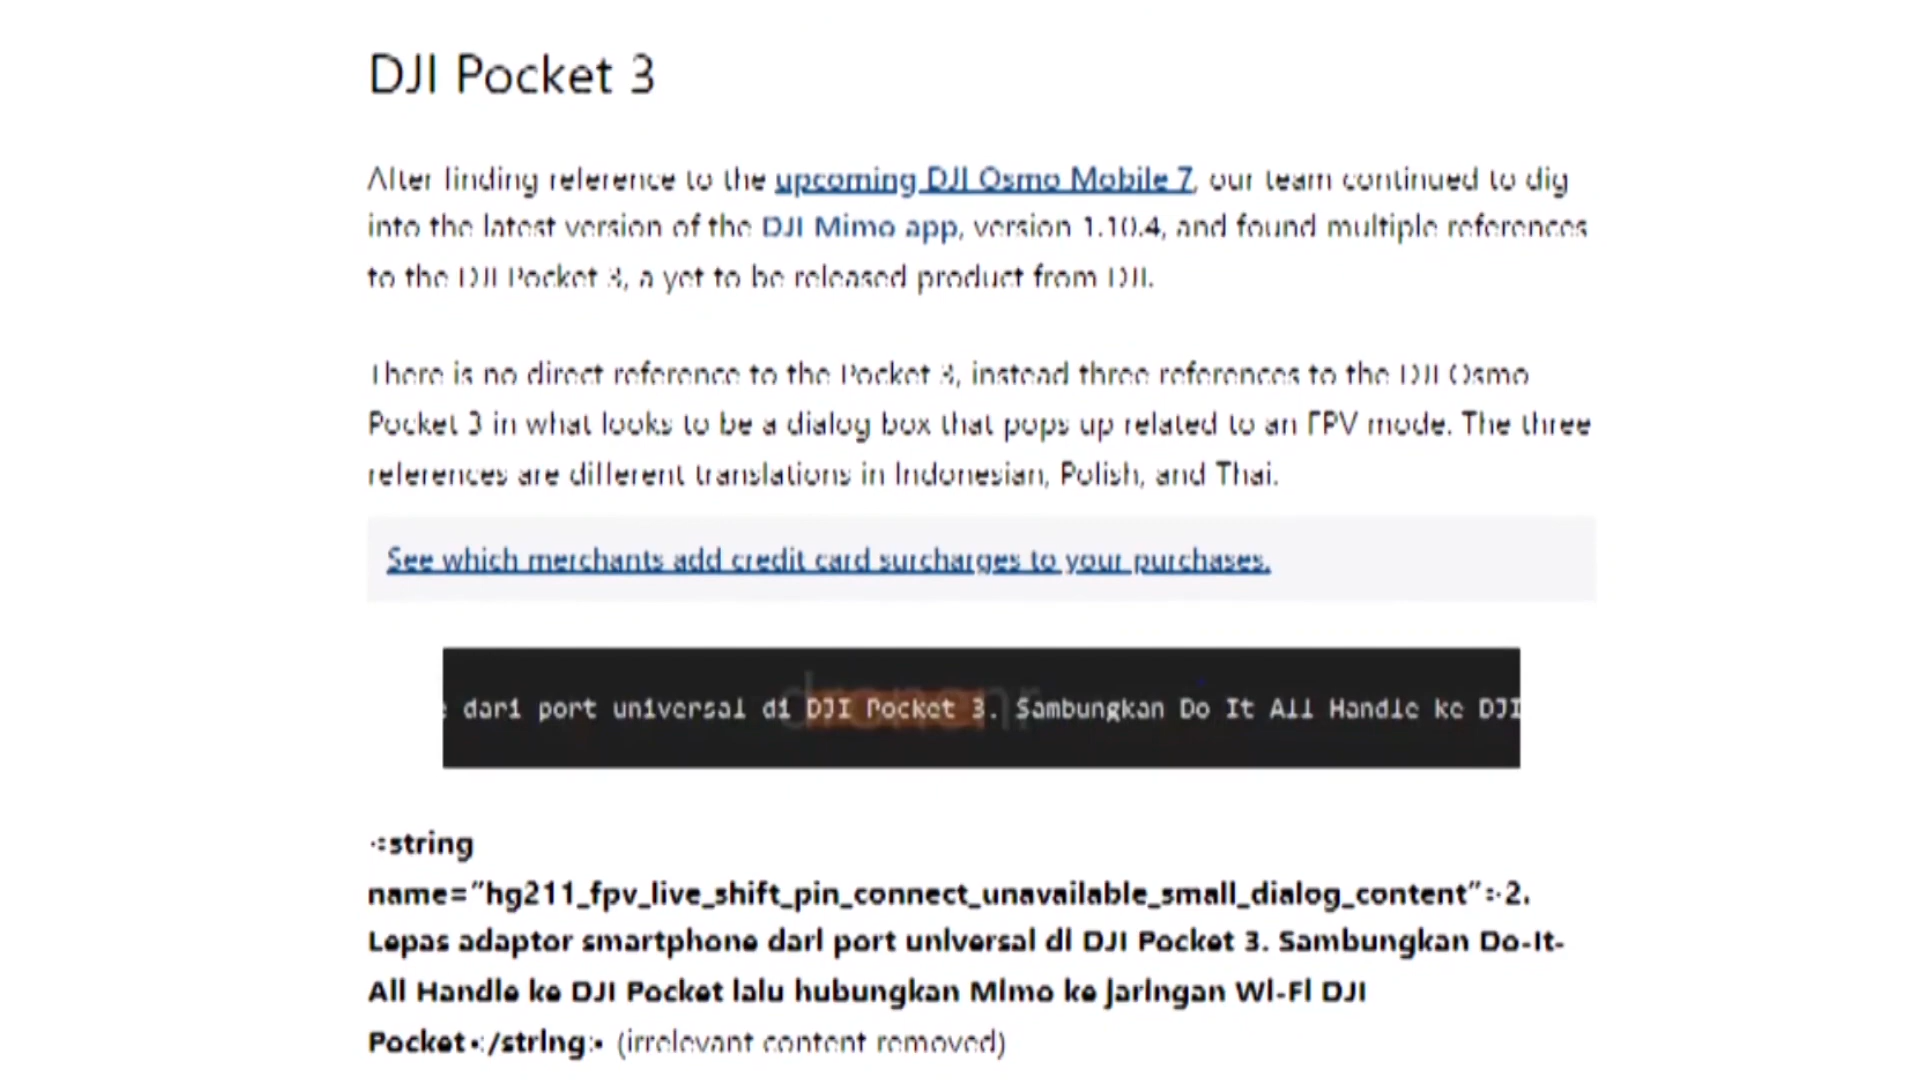 DJI Pocket 3
After finding reference to the upcoming DJI Osmo Mobile 7, our team continued to dig
into the latest version of the DJI Mimo app, version 1.10.4, and found multiple references
to the DJI Pocket 3, a yet to be released product from DJI.
There is no direct reference to the Pocket 3, instead three references to the DJI Osmo
Pocket 3 in what looks to be a dialog box that pops up related to an FPV mode. The three
references are different translations in Indonesian, Polish, and Thai.
See which merchants add credit card surcharges to your purchases.
dari port universal di DJI Pocket 3. Sambungkan Do It All Handle ke DJI
<string
name="hg211_fpv_live_shift_pin_connect_unavailable_small_dialog_content">2.
Lepas adaptor smartphone dari port universal di DJI Pocket 3. Sambungkan Do-It-
All Handle ke DJI Pocket lalu hubungkan Mimo ke jaringan Wi-Fi DJI
Pocket</string> (irrelevant content removed)